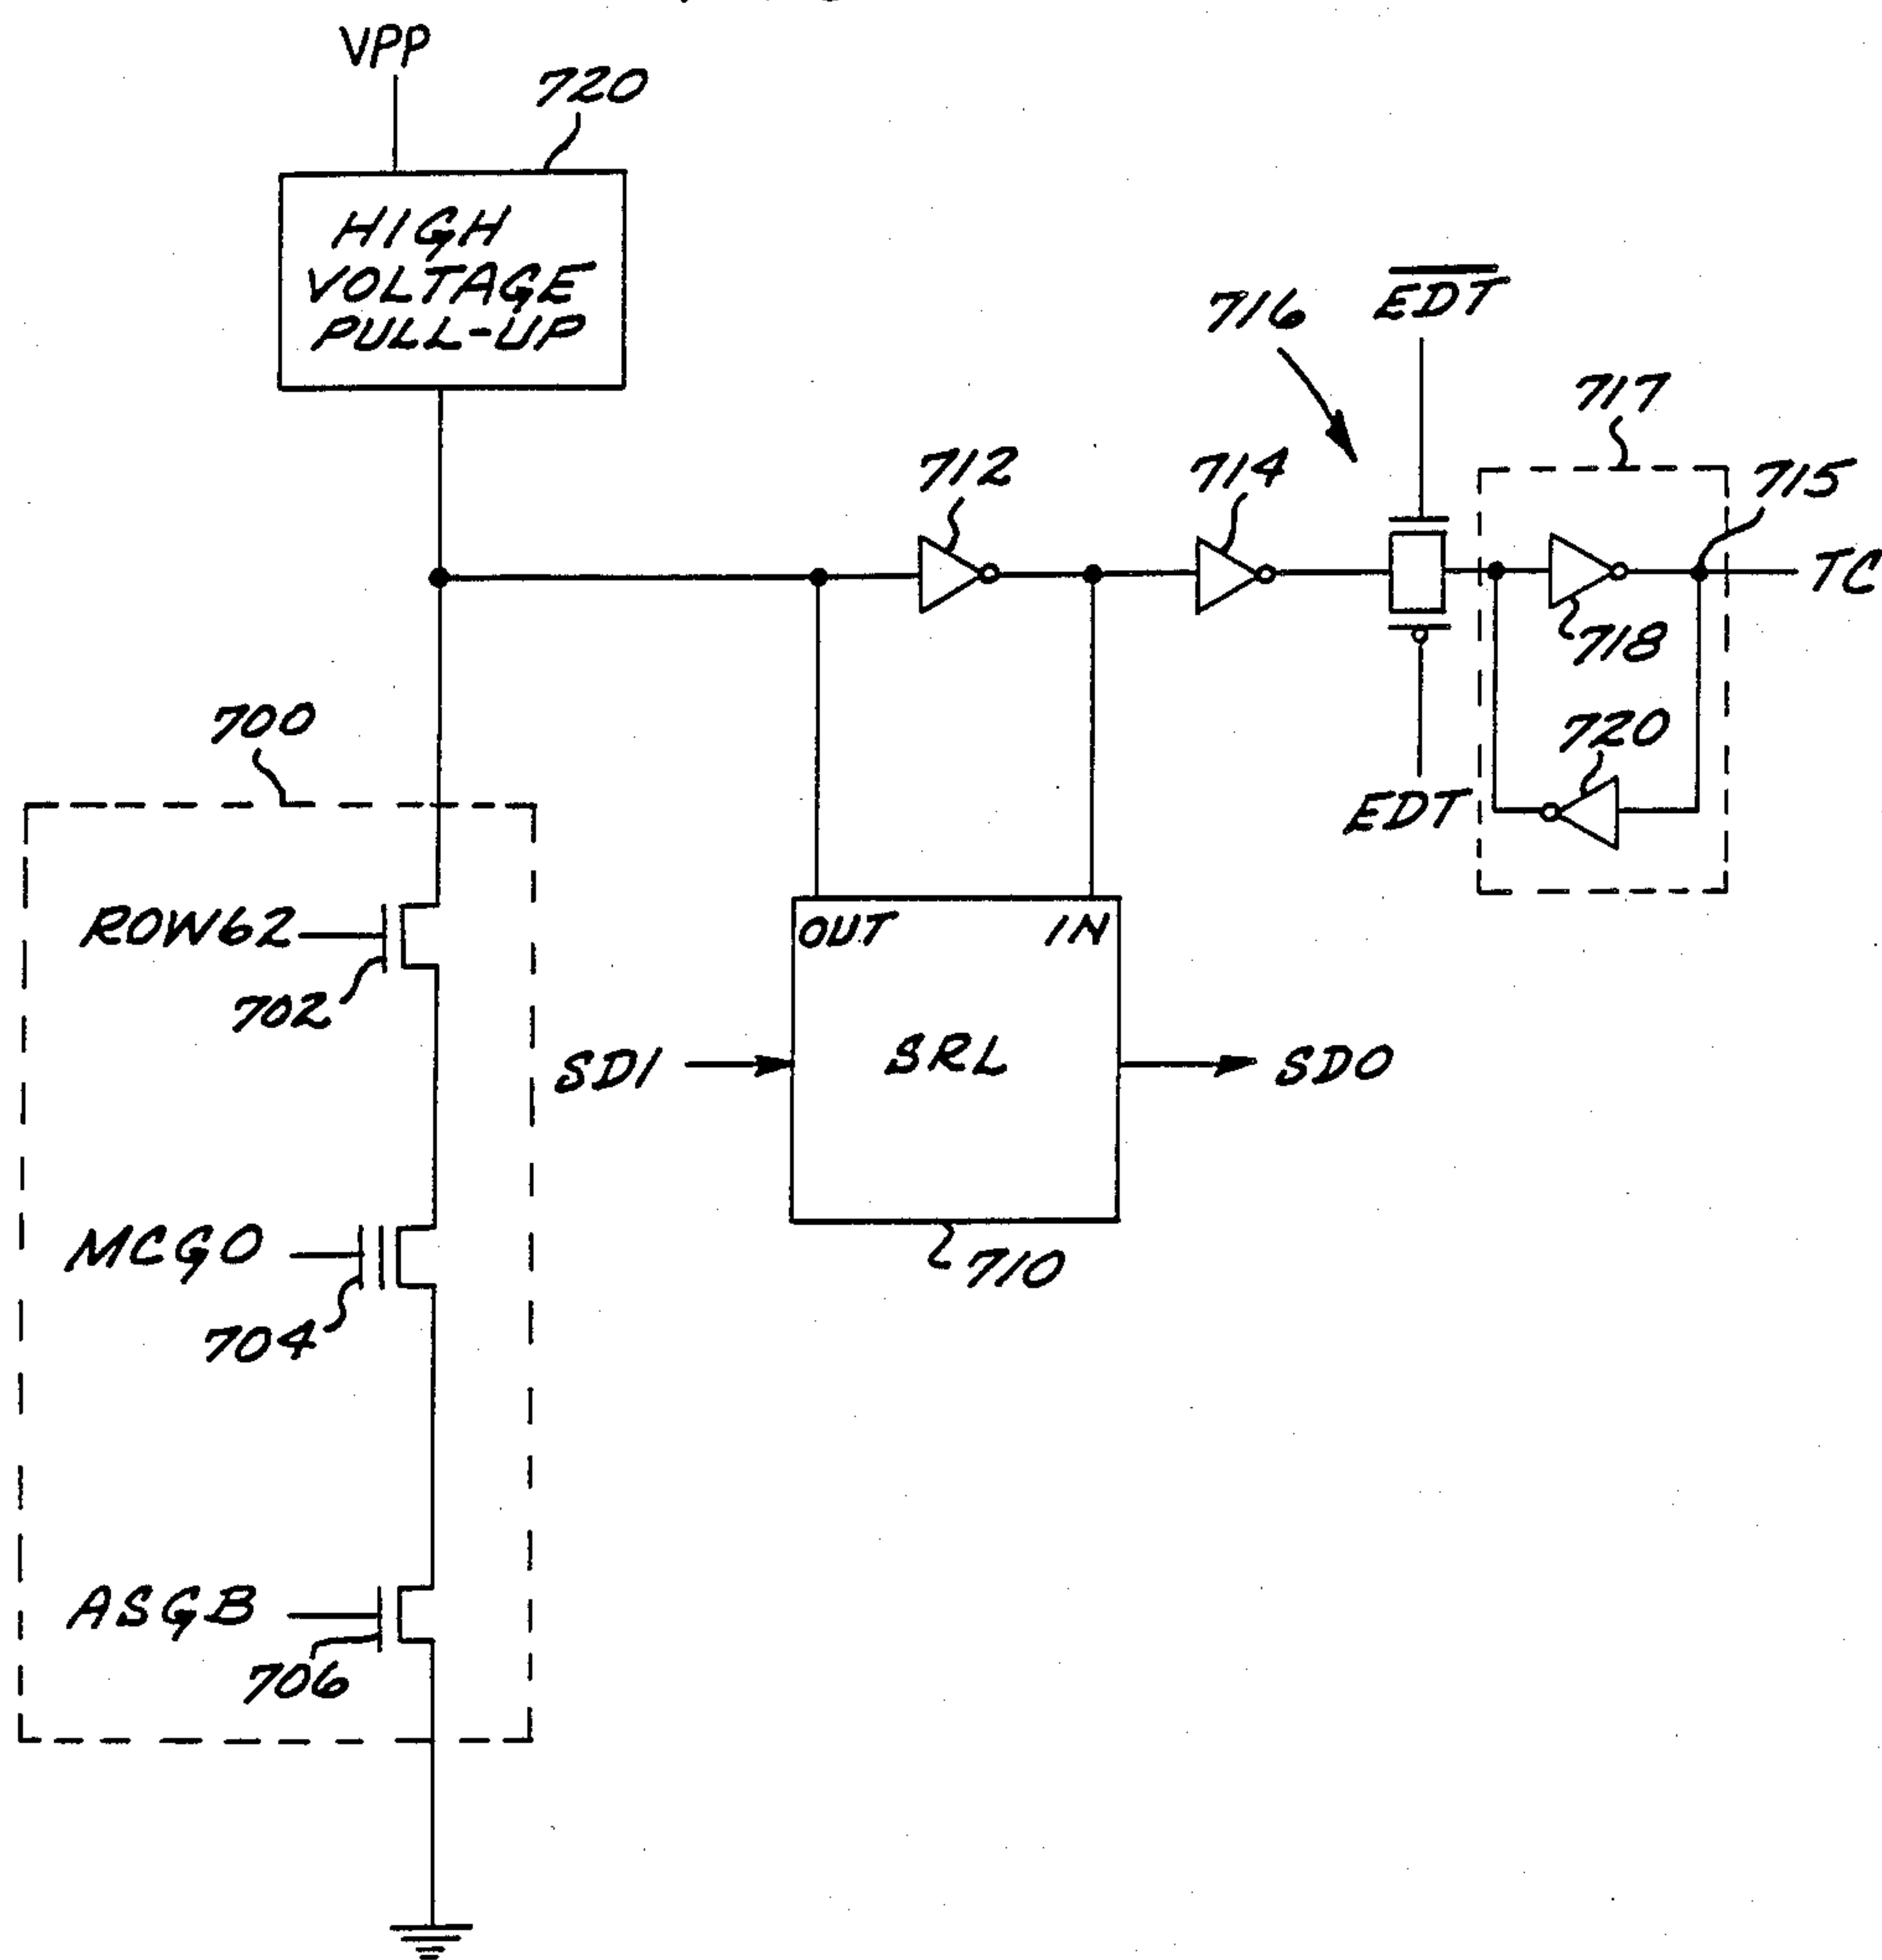 VPP
720
HIGH
VOLTAGE
PULL-UP
716
EDT
717
712
714
715
TC
718
720
EDT
700
ROW62
702
OUT
IN
SDI
SRL
SDO
MCGO
704
710
ASGB
706